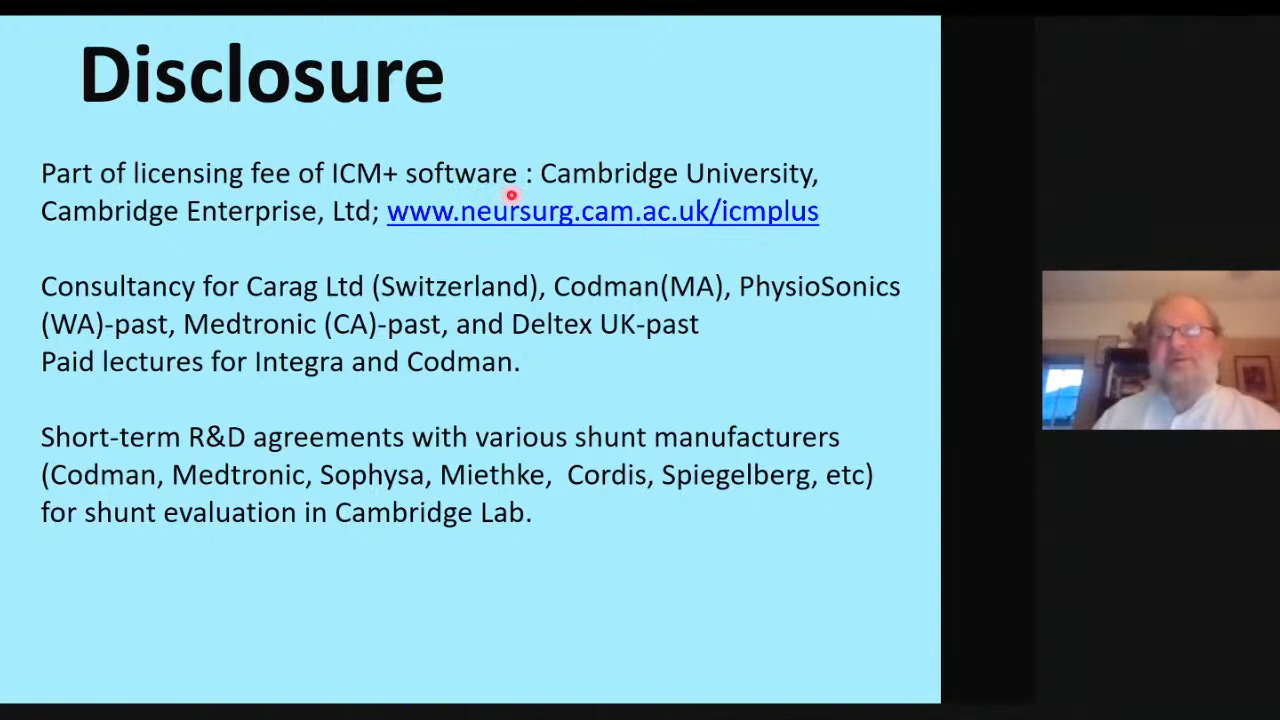 Disclosure
Part of licensing fee of ICM+ software : Cambridge University,
Cambridge Enterprise, Ltd; www.neursurg.cam.ac.uk/icmplus
Consultancy for Carag Ltd (Switzerland), Codman(MA), PhysioSonics
(WA)-past, Medtronic (CA)-past, and Deltex UK-past
Paid lectures for Integra and Codman.
Short-term R&D agreements with various shunt manufacturers
(Codman, Medtronic, Sophysa, Miethke,  Cordis, Spiegelberg, etc)
for shunt evaluation in Cambridge Lab.